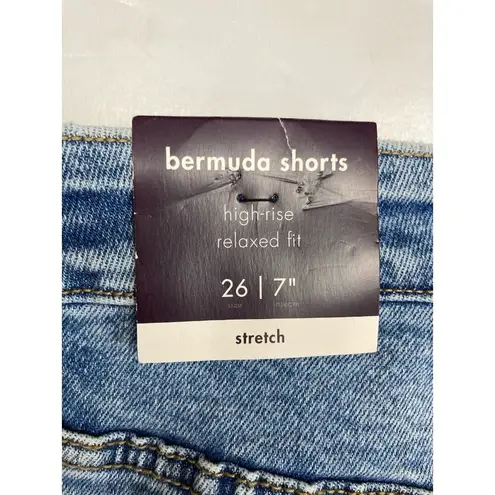 bermuda shorts
high-rise
relaxed fit
26 | 7"
size inseam
stretch